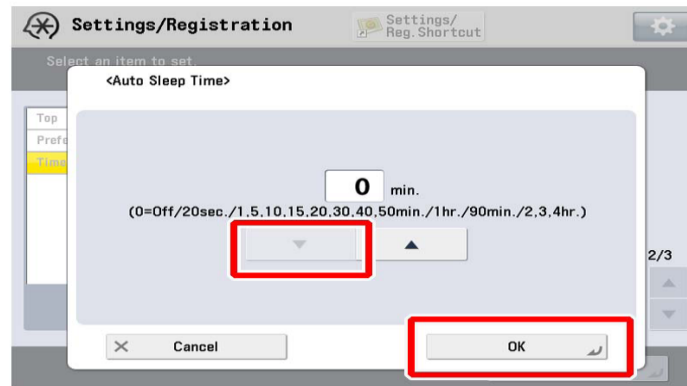 Settings/Registration
Settings/
Reg.Shortcut
Select an item to set.
<Auto Sleep Time>
Top
Prefe
Time
0 min.
(0=Off/20sec./1,5,10,15,20,30,40,50min./1hr./90min./2,3,4hr.)
2/3
Cancel
OK